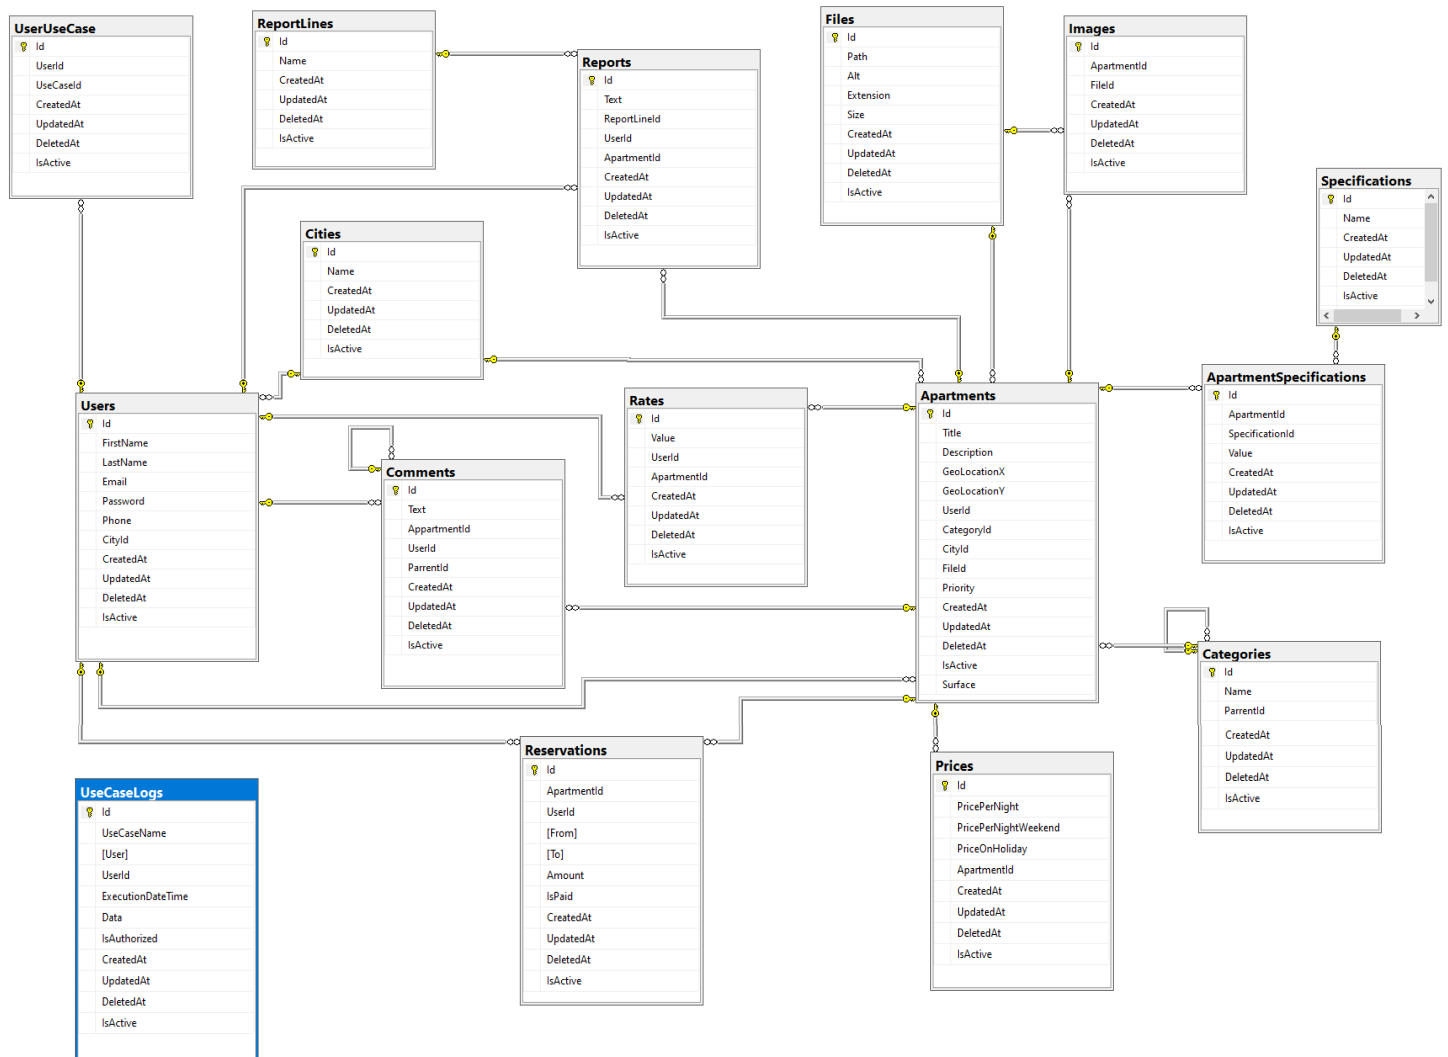 UserUseCase
Id
UserId
UseCaseId
CreatedAt
UpdatedAt
DeletedAt
IsActive
ReportLines
Id
Name
CreatedAt
UpdatedAt
DeletedAt
IsActive
Reports
Id
Text
ReportLineId
UserId
ApartmentId
CreatedAt
UpdatedAt
DeletedAt
IsActive
Files
Id
Path
Alt
Extension
Size
CreatedAt
UpdatedAt
DeletedAt
IsActive
Images
Id
ApartmentId
FileId
CreatedAt
UpdatedAt
DeletedAt
IsActive
Specifications
Id
Name
CreatedAt
UpdatedAt
DeletedAt
IsActive
Cities
Id
Name
CreatedAt
UpdatedAt
DeletedAt
IsActive
Users
Id
FirstName
LastName
Email
Password
Phone
CityId
CreatedAt
UpdatedAt
DeletedAt
IsActive
Comments
Id
Text
AppartmentId
UserId
ParrentId
CreatedAt
UpdatedAt
DeletedAt
IsActive
Rates
Id
Value
UserId
ApartmentId
CreatedAt
UpdatedAt
DeletedAt
IsActive
Apartments
Id
Title
Description
GeoLocationX
GeoLocationY
UserId
CategoryId
CityId
FileId
Priority
CreatedAt
UpdatedAt
DeletedAt
IsActive
Surface
ApartmentSpecifications
Id
ApartmentId
SpecificationId
Value
CreatedAt
UpdatedAt
DeletedAt
IsActive
Categories
Id
Name
ParrentId
CreatedAt
UpdatedAt
DeletedAt
IsActive
UseCaseLogs
Id
UseCaseName
[User]
UserId
ExecutionDateTime
Data
IsAuthorized
CreatedAt
UpdatedAt
DeletedAt
IsActive
Reservations
Id
ApartmentId
UserId
[From]
[To]
Amount
IsPaid
CreatedAt
UpdatedAt
DeletedAt
IsActive
Prices
Id
PricePerNight
PricePerNightWeekend
PriceOnHoliday
ApartmentId
CreatedAt
UpdatedAt
DeletedAt
IsActive